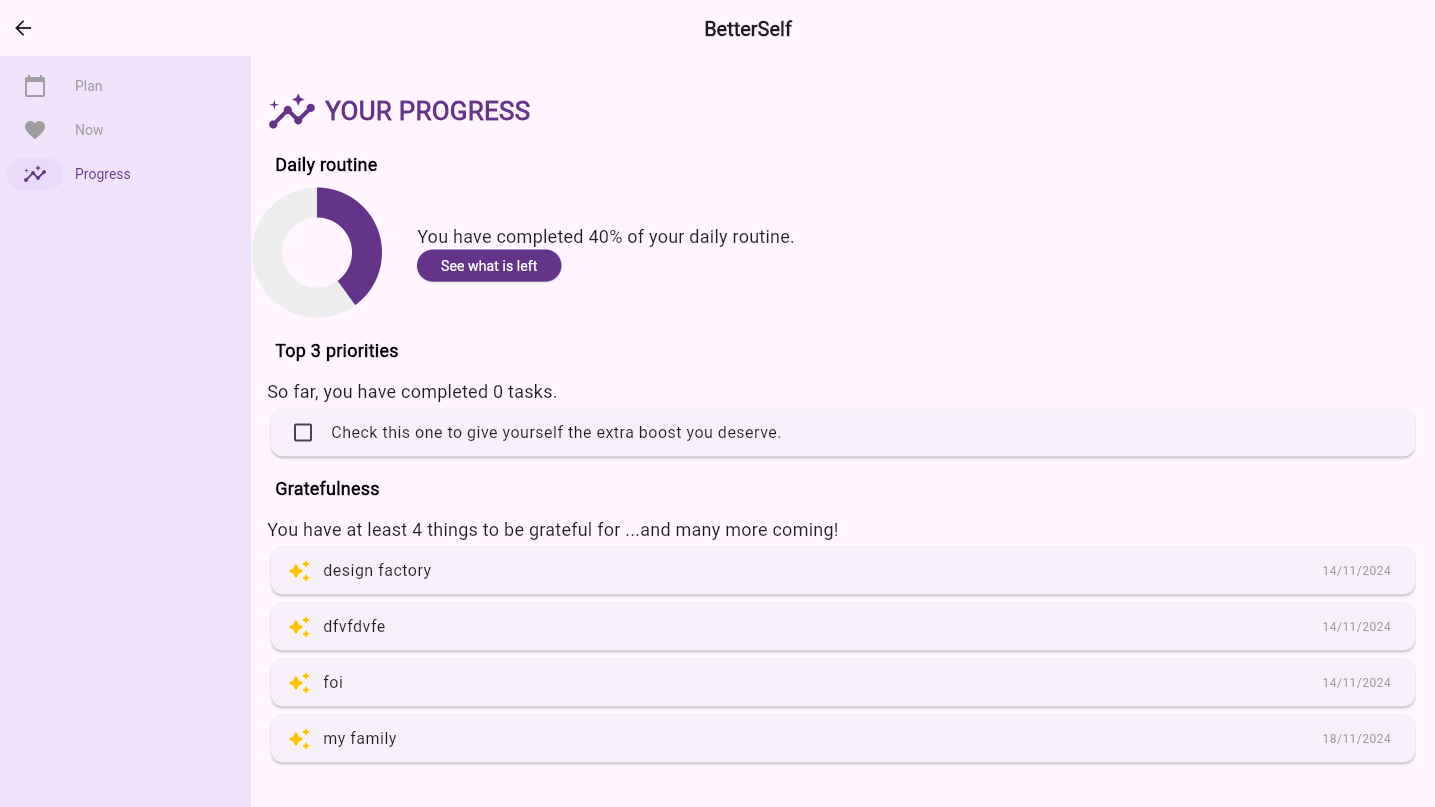 BetterSelf
Plan
Now
Progress
YOUR PROGRESS
Daily routine
You have completed 40% of your daily routine.
See what is left
Top 3 priorities
So far, you have completed 0 tasks.
Check this one to give yourself the extra boost you deserve.
Gratefulness
You have at least 4 things to be grateful for ...and many more coming!
design factory 14/11/2024
dfvfdvfe 14/11/2024
foi 14/11/2024
my family 18/11/2024